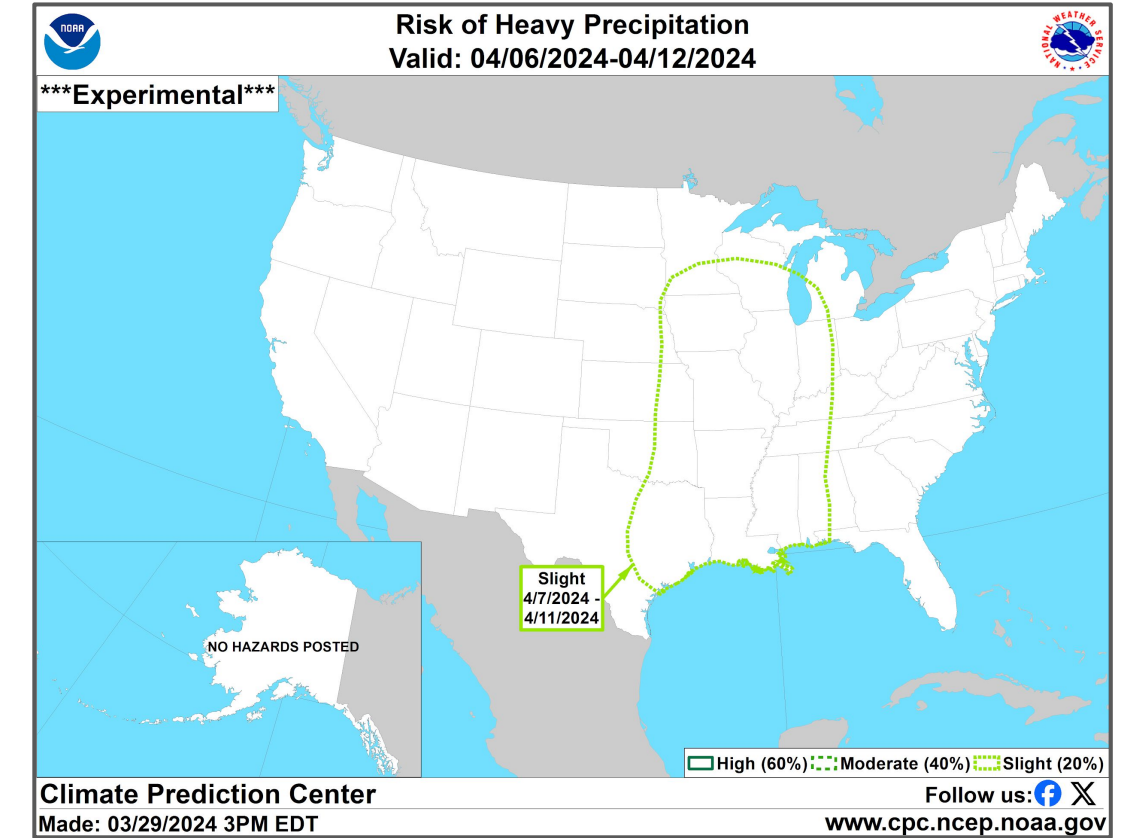 NOAA
Risk of Heavy Precipitation
Valid: 04/06/2024-04/12/2024
NATIONAL WEATHER SERVICE
***Experimental***
Slight
4/7/2024 -
4/11/2024
NO HAZARDS POSTED
High (60%) Moderate (40%) Slight (20%)
Climate Prediction Center
Follow us:
Made: 03/29/2024 3PM EDT
www.cpc.ncep.noaa.gov